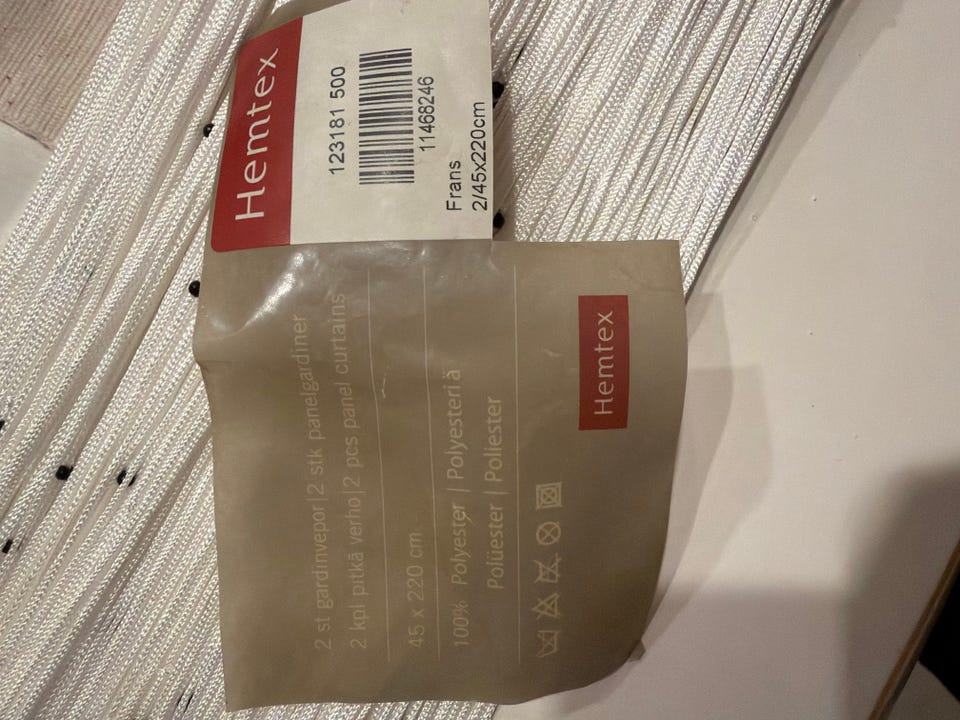 Hemtex
123181 500
11468246
Frans
2/45x220cm
2 st gardinvepor|2 stk panelgardiner
2 kpl pitkä verho|2 pcs panel curtains
45 x 220 cm
100% Polyester | Polyesteriä
Polüester | Poliester
Hemtex